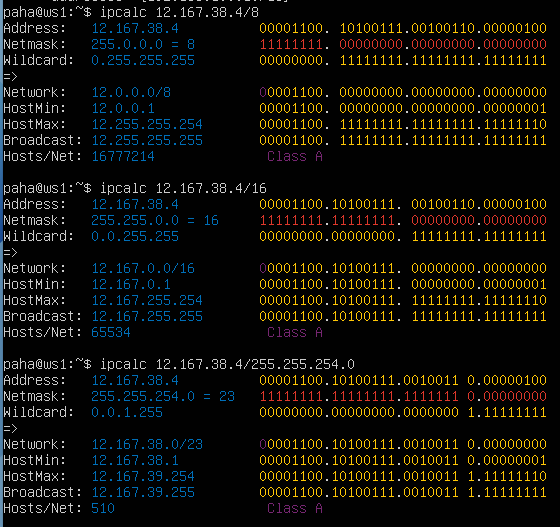 paha@ws1:~$ ipcalc 12.167.38.4/8
Address: 12.167.38.4 00001100. 10100111.00100110.00000100
Netmask: 255.0.0.0 = 8 11111111. 00000000.00000000.00000000
Wildcard: 0.255.255.255 00000000. 11111111.11111111.11111111
=>
Network: 12.0.0.0/8 00001100. 00000000.00000000.00000000
HostMin: 12.0.0.1 00001100. 00000000.00000000.00000001
HostMax: 12.255.255.254 00001100. 11111111.11111111.11111110
Broadcast: 12.255.255.255 00001100. 11111111.11111111.11111111
Hosts/Net: 16777214 Class A
paha@ws1:~$ ipcalc 12.167.38.4/16
Address: 12.167.38.4 00001100.10100111. 00100110.00000100
Netmask: 255.255.0.0 = 16 11111111.11111111. 00000000.00000000
Wildcard: 0.0.255.255 00000000.00000000. 11111111.11111111
=>
Network: 12.167.0.0/16 00001100.10100111. 00000000.00000000
HostMin: 12.167.0.1 00001100.10100111. 00000000.00000001
HostMax: 12.167.255.254 00001100.10100111. 11111111.11111110
Broadcast: 12.167.255.255 00001100.10100111. 11111111.11111111
Hosts/Net: 65534 Class A
paha@ws1:~$ ipcalc 12.167.38.4/255.255.254.0
Address: 12.167.38.4 00001100.10100111.0010011 0.00000100
Netmask: 255.255.254.0 = 23 11111111.11111111.1111111 0.00000000
Wildcard: 0.0.1.255 00000000.00000000.0000000 1.11111111
=>
Network: 12.167.38.0/23 00001100.10100111.0010011 0.00000000
HostMin: 12.167.38.1 00001100.10100111.0010011 0.00000001
HostMax: 12.167.39.254 00001100.10100111.0010011 1.11111110
Broadcast: 12.167.39.255 00001100.10100111.0010011 1.11111111
Hosts/Net: 510 Class A